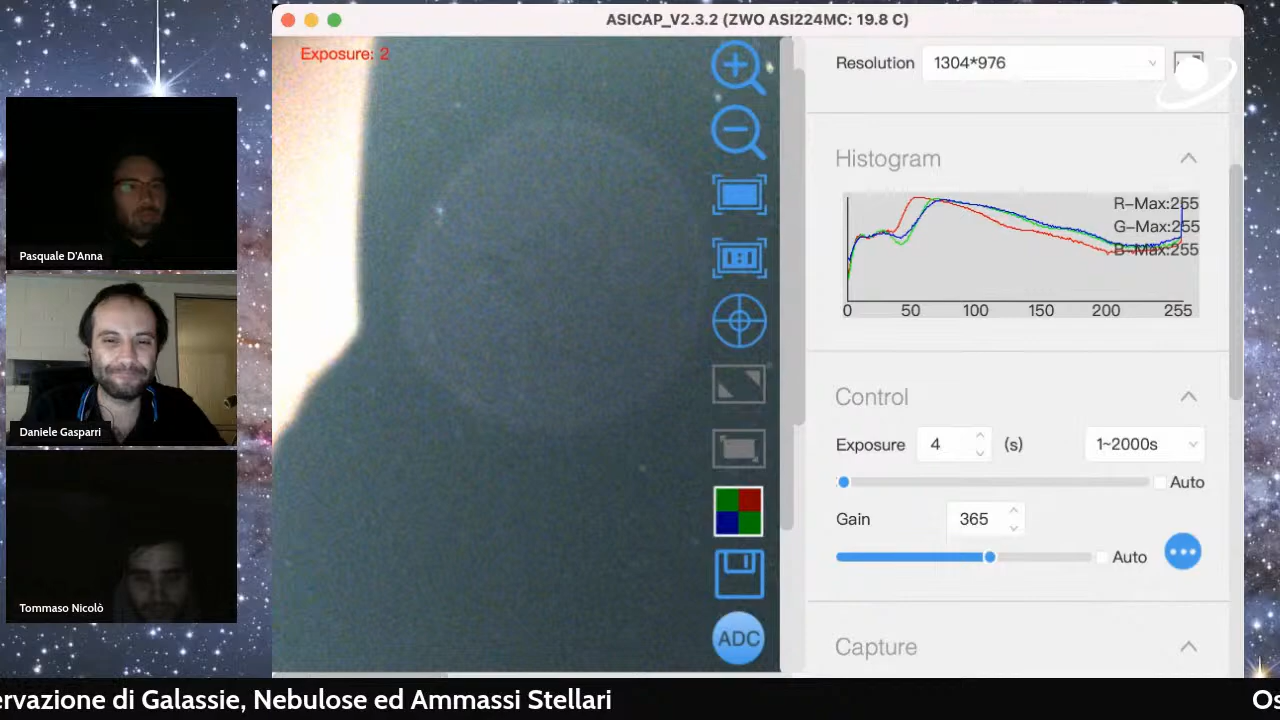 ASICAP_V2.3.2 (ZWO ASI224MC: 19.8 C)
Exposure: 2
Resolution 1304*976
Histogram
R-Max:255
G-Max:255
B-Max:255
0 50 100 150 200 255
Control
Exposure 4 (s) 1~2000s
Auto
Gain 365
Auto
Capture
ADC
Pasquale D'Anna
Daniele Gasparri
Tommaso Nicolò
ervazione di Galassie, Nebulose ed Ammassi Stellari
Os